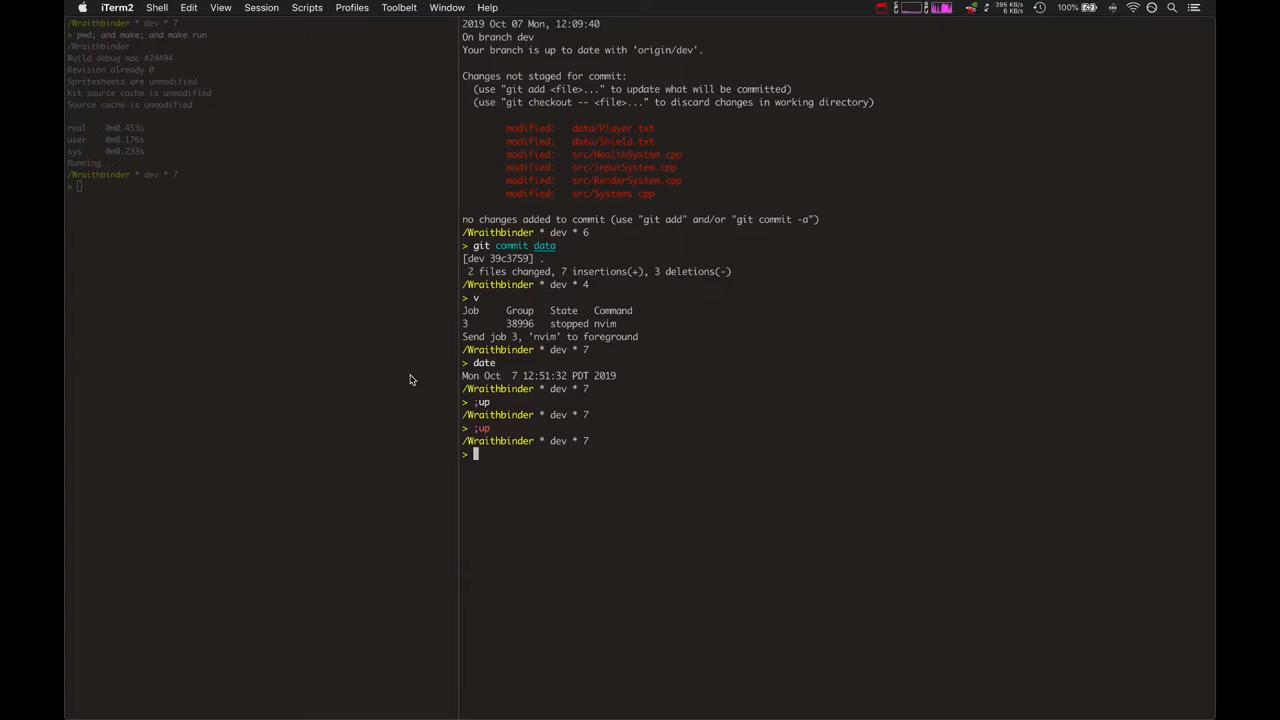 iTerm2 Shell Edit View Session Scripts Profiles Toolbelt Window Help 395 KB/s 6 KB/s 100%
/Wraithbinder * dev * 7
> pwd; and make; and make run
/Wraithbinder
Build debug mac #24494
Revision already 0
Spritesheets are unmodified
Kit source cache is unmodified
Source cache is unmodified
real 0m0.453s
user 0m0.176s
sys 0m0.233s
Running ..
/Wraithbinder * dev * 7
>
2019 Oct 07 Mon, 12:09:40
On branch dev
Your branch is up to date with 'origin/dev'.
Changes not staged for commit:
(use "git add <file>..." to update what will be committed)
(use "git checkout -- <file>..." to discard changes in working directory)
modified: data/Player.txt
modified: data/Shield.txt
modified: src/HealthSystem.cpp
modified: src/InputSystem.cpp
modified: src/RenderSystem.cpp
modified: src/Systems.cpp
no changes added to commit (use "git add" and/or "git commit -a")
/Wraithbinder * dev * 6
> git commit data
[dev 39c3759] .
2 files changed, 7 insertions(+), 3 deletions(-)
/Wraithbinder * dev * 4
> v
Job Group State Command
3 38996 stopped nvim
Send job 3, 'nvim' to foreground
/Wraithbinder * dev * 7
> date
Mon Oct 7 12:51:32 PDT 2019
/Wraithbinder * dev * 7
> ;up
/Wraithbinder * dev * 7
> ;up
/Wraithbinder * dev * 7
>